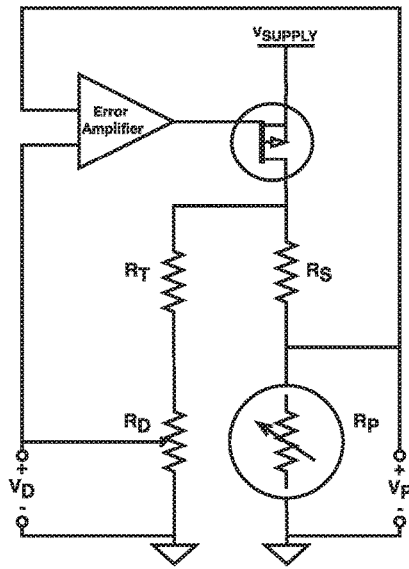 VSUPPLY
Error
Amplifier
RT
RS
RD
RP
+
VD
-
+
VP
-